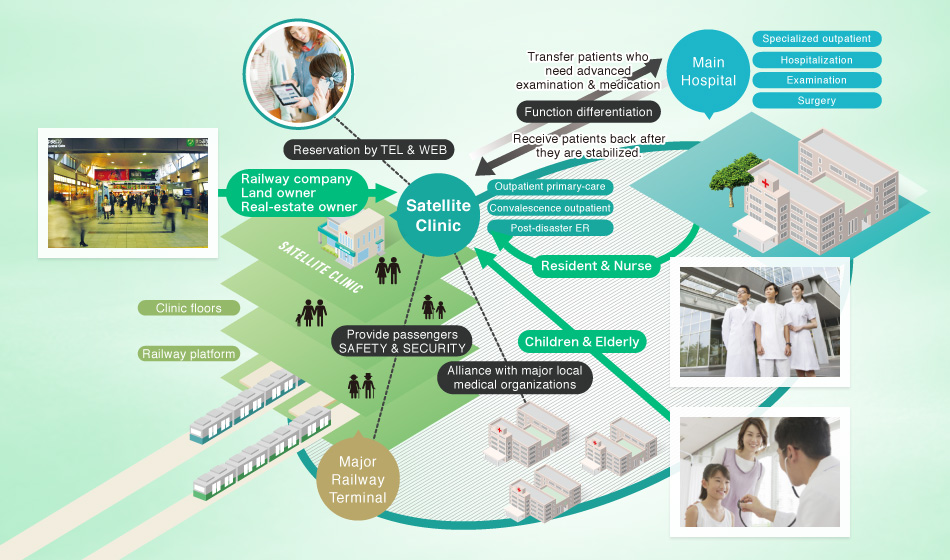 Transfer patients who
need advanced
examination & medication
Function differentiation
Receive patients back after
they are stabilized.
Main
Hospital
Specialized outpatient
Hospitalization
Examination
Surgery
Reservation by TEL & WEB
Railway company
Land owner
Real-estate owner
Satellite
Clinic
Outpatient primary-care
Convalescence outpatient
Post-disaster ER
SATELLITE CLINIC
Resident & Nurse
Clinic floors
Railway platform
Provide passengers
SAFETY & SECURITY
Children & Elderly
Alliance with major local
medical organizations
Major
Railway
Terminal